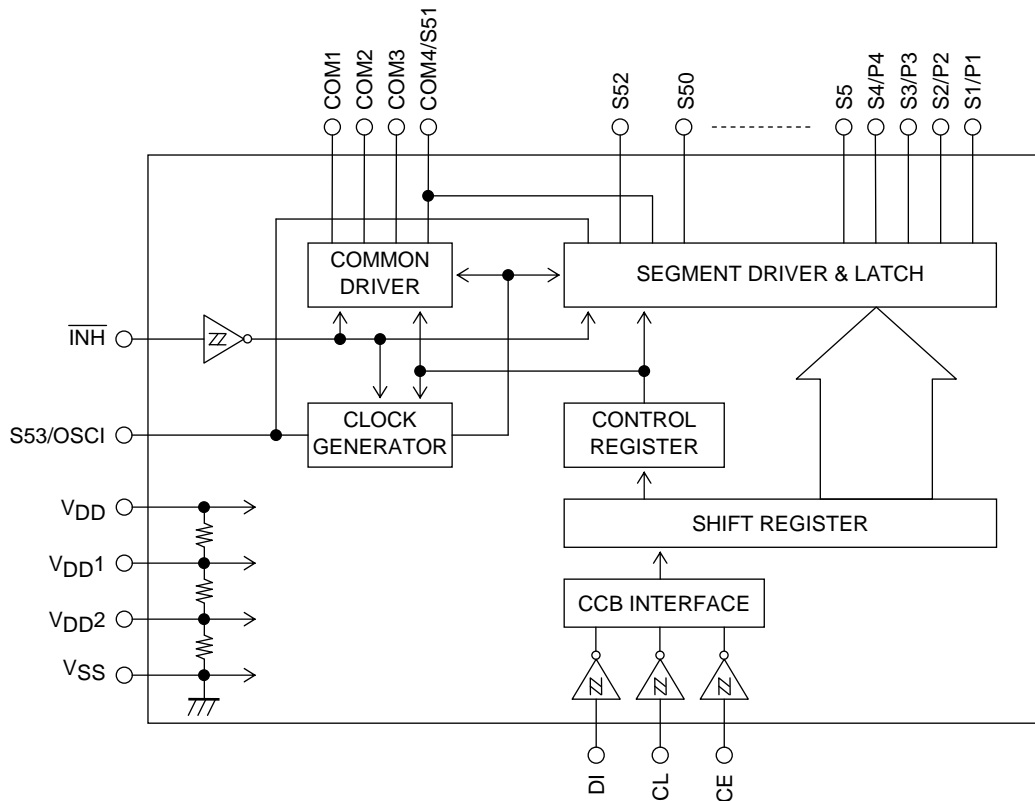 COM1
COM2
COM3
COM4/S51
S52
S50
S5
S4/P4
S3/P3
S2/P2
S1/P1
COMMON
DRIVER
SEGMENT DRIVER & LATCH
INH
CLOCK
GENERATOR
CONTROL
REGISTER
S53/OSCI
VDD
SHIFT REGISTER
VDD1
CCB INTERFACE
VDD2
VSS
DI
CL
CE